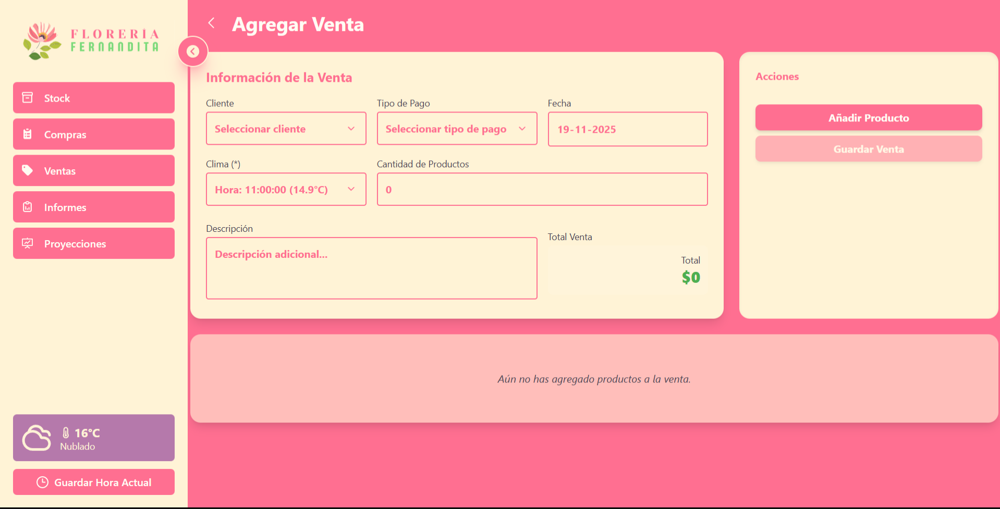 FLORERÍA
FERNANDITA
Stock
Compras
Ventas
Informes
Proyecciones
16°C
Nublado
Guardar Hora Actual
Agregar Venta
Información de la Venta
Cliente
Seleccionar cliente
Tipo de Pago
Seleccionar tipo de pago
Fecha
19-11-2025
Clima (*)
Hora: 11:00:00 (14.9°C)
Cantidad de Productos
0
Descripción
Descripción adicional...
Total Venta
Total
$0
Acciones
Añadir Producto
Guardar Venta
Aún no has agregado productos a la venta.